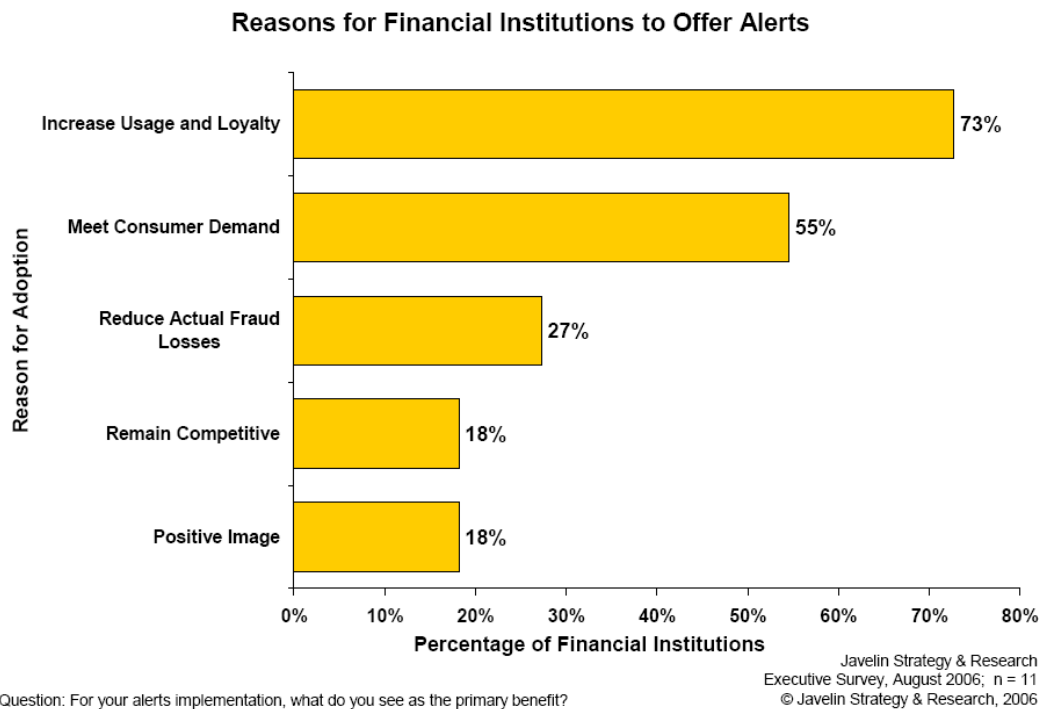 Reasons for Financial Institutions to Offer Alerts
Reason for Adoption
Increase Usage and Loyalty
73%
Meet Consumer Demand
55%
Reduce Actual Fraud
Losses
27%
Remain Competitive
18%
Positive Image
18%
0% 10% 20% 30% 40% 50% 60% 70% 80%
Percentage of Financial Institutions
Javelin Strategy & Research
Executive Survey, August 2006; n = 11
© Javelin Strategy & Research, 2006
Question: For your alerts implementation, what do you see as the primary benefit?